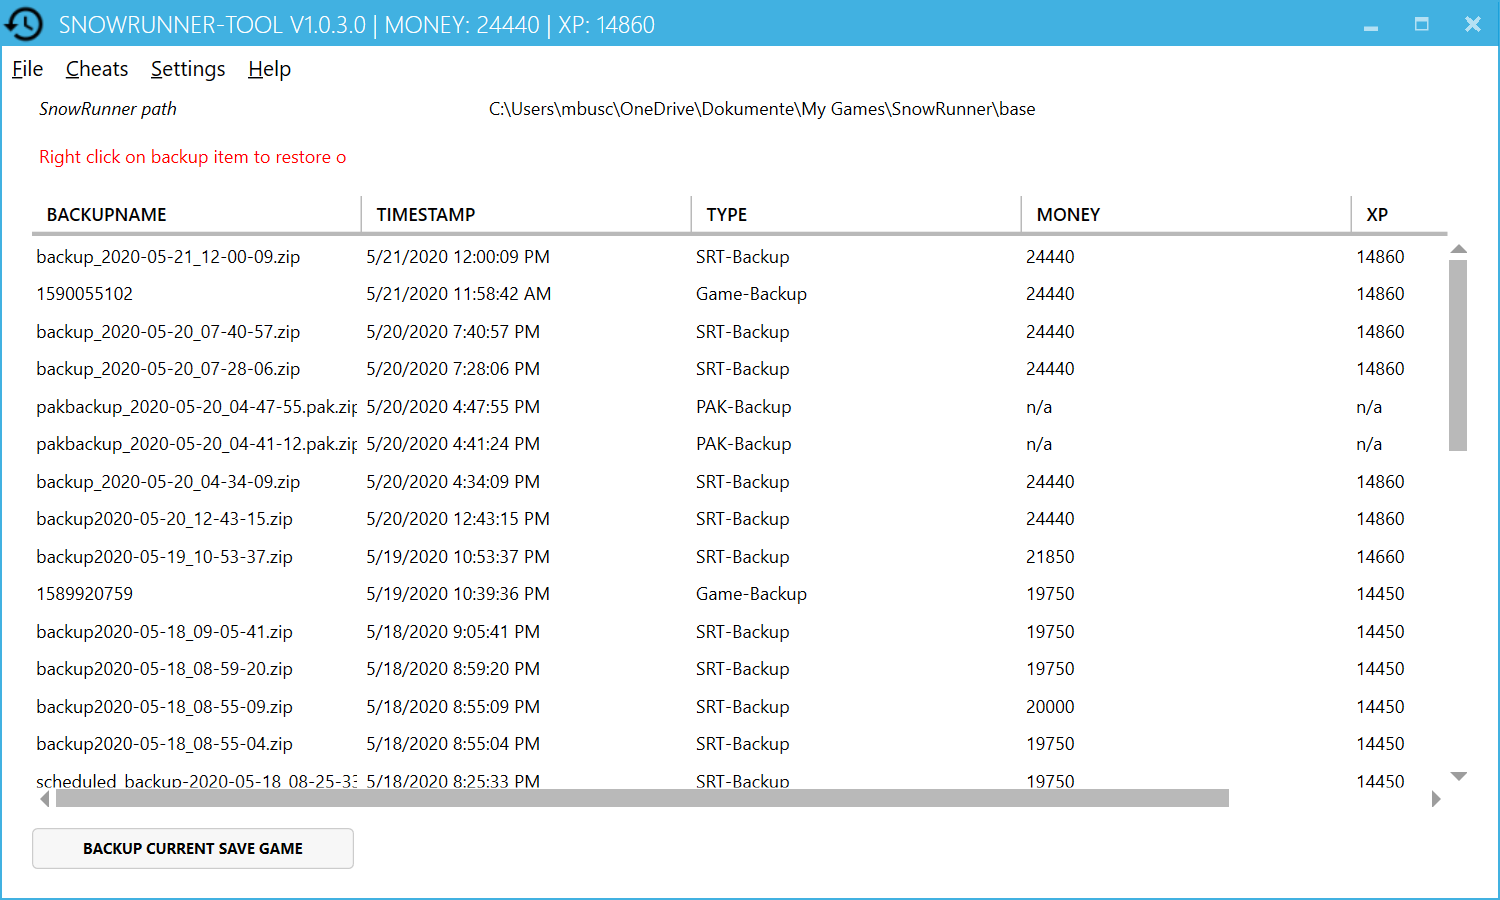 SNOWRUNNER-TOOL V1.0.3.0 | MONEY: 24440 | XP: 14860
File Cheats Settings Help
SnowRunner path C:\Users\mbusc\OneDrive\Dokumente\My Games\SnowRunner\base
Right click on backup item to restore o
BACKUPNAME TIMESTAMP TYPE MONEY XP
backup_2020-05-21_12-00-09.zip 5/21/2020 12:00:09 PM SRT-Backup 24440 14860
1590055102 5/21/2020 11:58:42 AM Game-Backup 24440 14860
backup_2020-05-20_07-40-57.zip 5/20/2020 7:40:57 PM SRT-Backup 24440 14860
backup_2020-05-20_07-28-06.zip 5/20/2020 7:28:06 PM SRT-Backup 24440 14860
pakbackup_2020-05-20_04-47-55.pak.zip 5/20/2020 4:47:55 PM PAK-Backup n/a n/a
pakbackup_2020-05-20_04-41-12.pak.zip 5/20/2020 4:41:24 PM PAK-Backup n/a n/a
backup_2020-05-20_04-34-09.zip 5/20/2020 4:34:09 PM SRT-Backup 24440 14860
backup2020-05-20_12-43-15.zip 5/20/2020 12:43:15 PM SRT-Backup 24440 14860
backup2020-05-19_10-53-37.zip 5/19/2020 10:53:37 PM SRT-Backup 21850 14660
1589920759 5/19/2020 10:39:36 PM Game-Backup 19750 14450
backup2020-05-18_09-05-41.zip 5/18/2020 9:05:41 PM SRT-Backup 19750 14450
backup2020-05-18_08-59-20.zip 5/18/2020 8:59:20 PM SRT-Backup 19750 14450
backup2020-05-18_08-55-09.zip 5/18/2020 8:55:09 PM SRT-Backup 20000 14450
backup2020-05-18_08-55-04.zip 5/18/2020 8:55:04 PM SRT-Backup 19750 14450
scheduled_backup-2020-05-18_08-25-33 5/18/2020 8:25:33 PM SRT-Backup 19750 14450
BACKUP CURRENT SAVE GAME